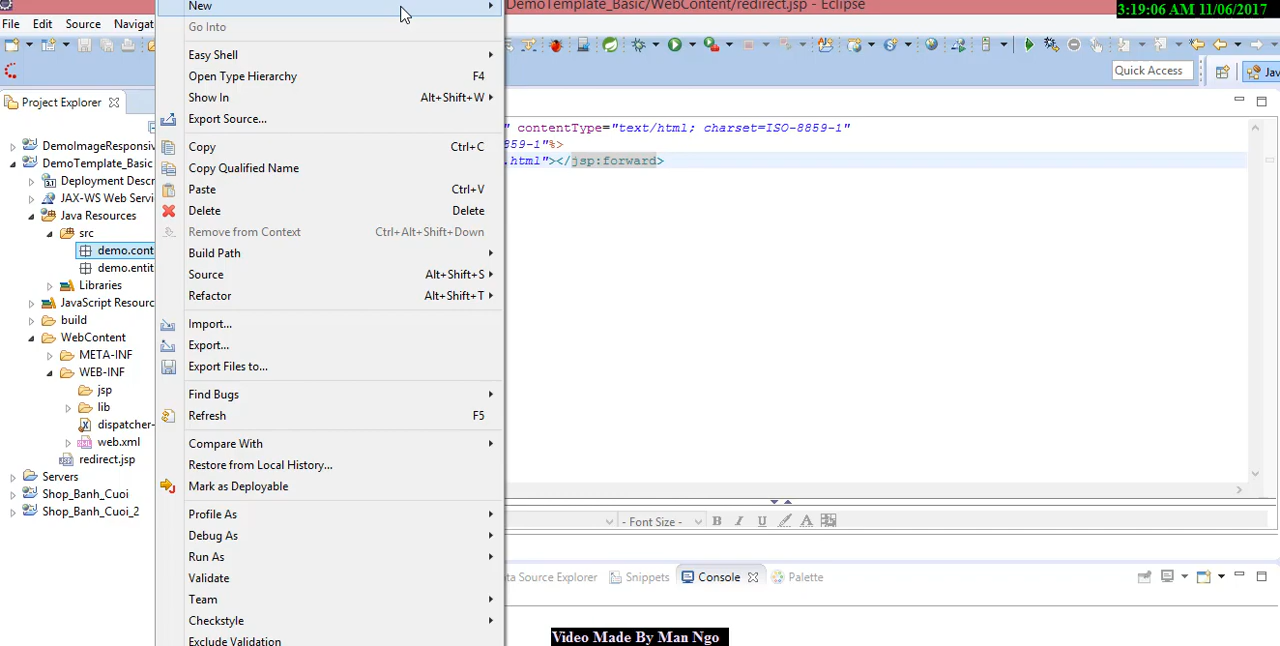 New
DemoTemplate_Basic/WebContent/redirect.jsp - Eclipse
3:19:06 AM 11/06/2017
File Edit Source Navigat
Go Into
Easy Shell
Quick Access
Jav
Open Type Hierarchy F4
Project Explorer
Show In Alt+Shift+W
Export Source...
" contentType="text/html; charset=ISO-8859-1"
DemoImageResponsiv
Copy Ctrl+C
859-1"%>
DemoTemplate_Basic
Copy Qualified Name
.html"></jsp:forward>
Deployment Descr
Paste Ctrl+V
JAX-WS Web Servi
Delete Delete
Java Resources
src
Remove from Context Ctrl+Alt+Shift+Down
demo.cont
Build Path
demo.entit
Source Alt+Shift+S
Libraries
Refactor Alt+Shift+T
JavaScript Resourc
build
Import...
WebContent
Export...
META-INF
WEB-INF
Export Files to...
jsp
Find Bugs
lib
Refresh F5
dispatcher-
web.xml
Compare With
redirect.jsp
Restore from Local History...
Servers
Mark as Deployable
Shop_Banh_Cuoi
Shop_Banh_Cuoi_2
Profile As
- Font Size - B I U A
Debug As
Run As
Validate
ta Source Explorer Snippets Console Palette
Team
Checkstyle
Exclude Validation
Video Made By Man Ngo